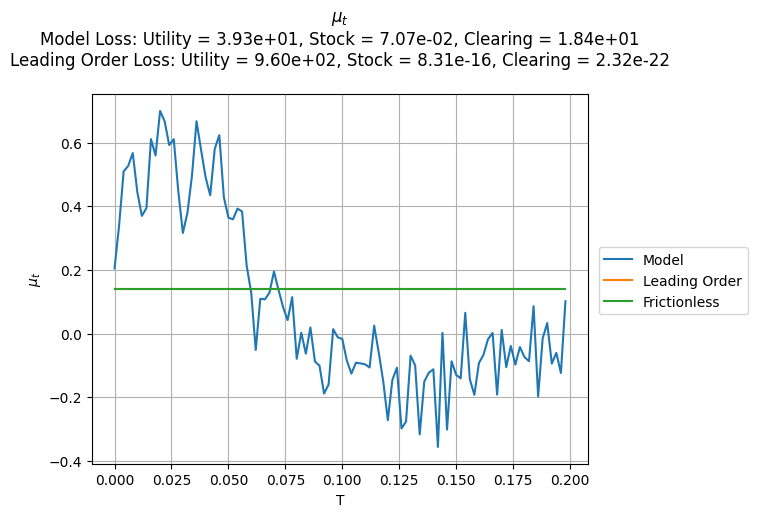 μt
Model Loss: Utility = 3.93e+01, Stock = 7.07e-02, Clearing = 1.84e+01
Leading Order Loss: Utility = 9.60e+02, Stock = 8.31e-16, Clearing = 2.32e-22
0.6
0.4
0.2
0.0
−0.2
−0.4
μt
0.000 0.025 0.050 0.075 0.100 0.125 0.150 0.175 0.200
T
Model
Leading Order
Frictionless